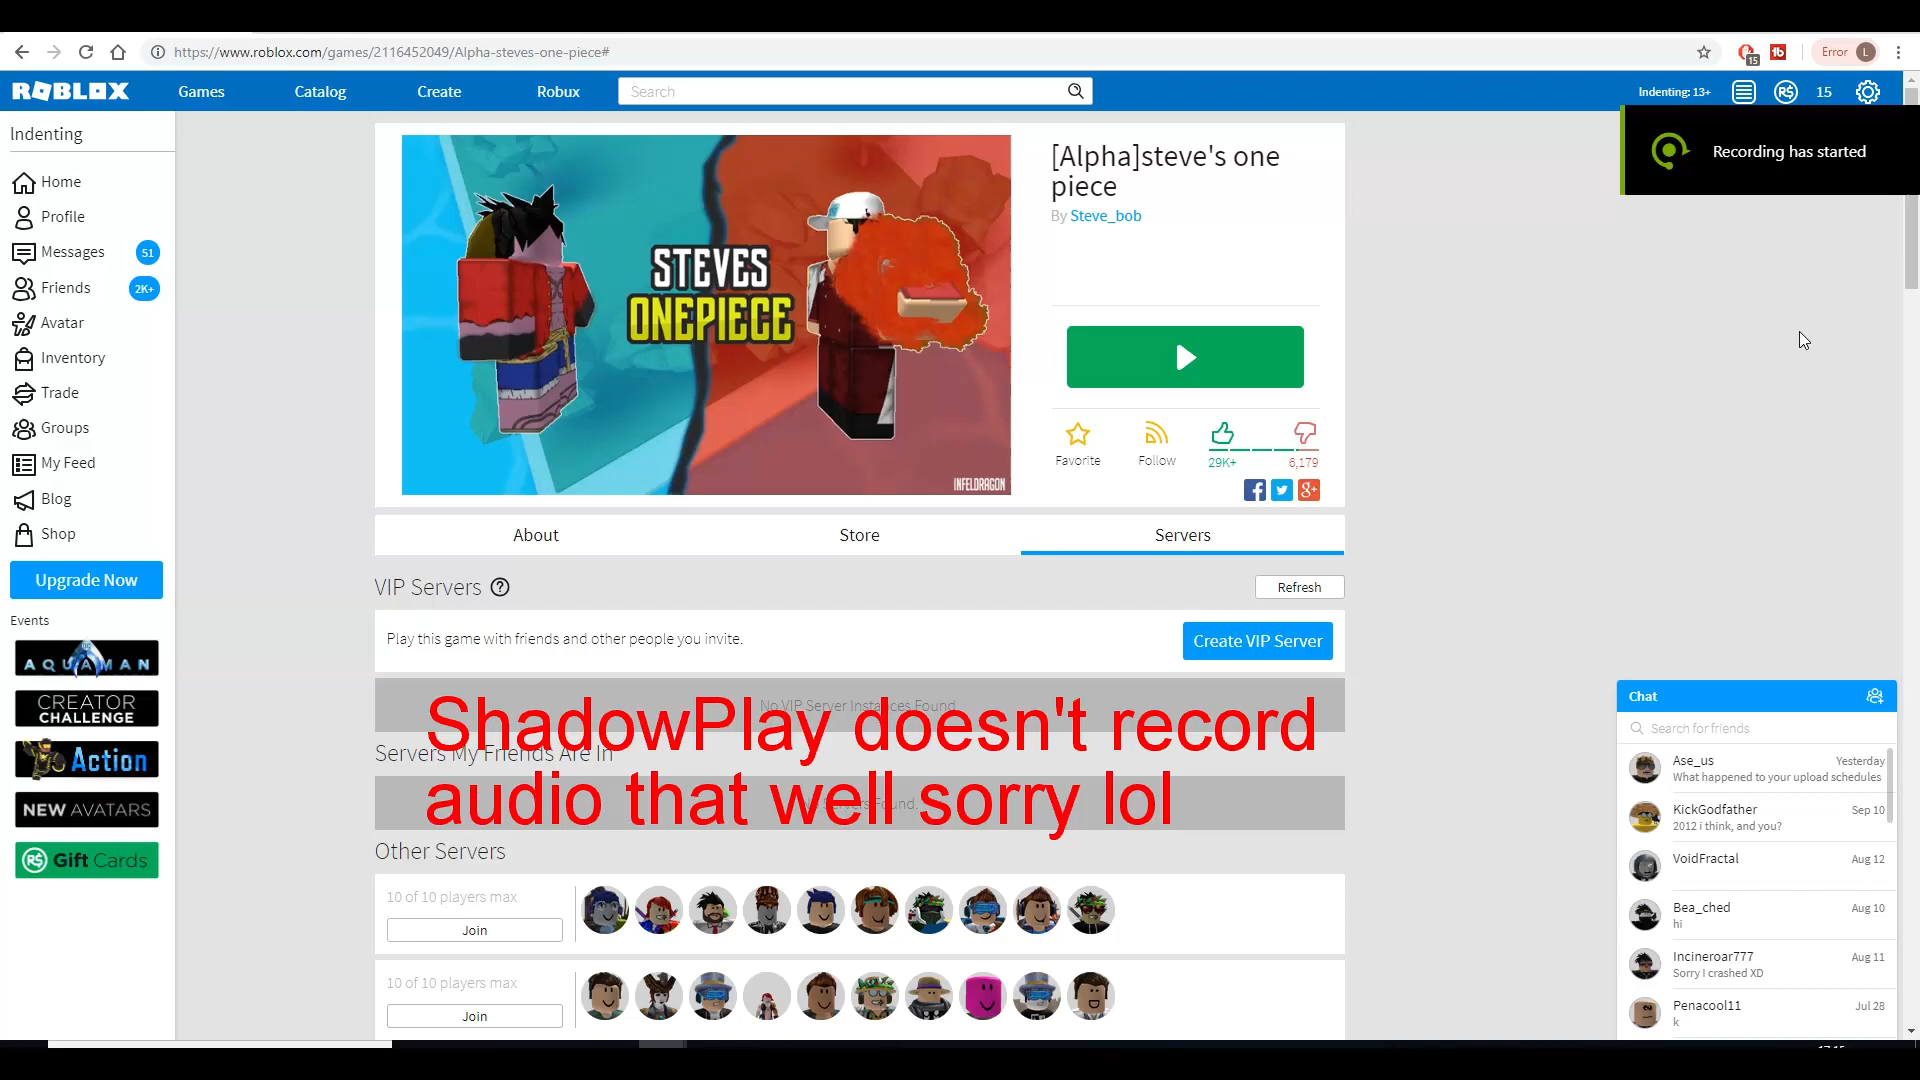 https://www.roblox.com/games/2116452049/Alpha-steves-one-piece#
15
Error L
ROBLOX
Games
Catalog
Create
Robux
Search
Indenting: 13+
R$
15
Recording has started
Indenting
Home
Profile
Messages 51
Friends 2K+
Avatar
Inventory
Trade
Groups
My Feed
Blog
Shop
Upgrade Now
Events
AQUAMAN
CREATOR
CHALLENGE
Action
NEW AVATARS
R$ Gift Cards
STEVES
ONEPIECE
INFELDRAGON
[Alpha]steve's one
piece
By Steve_bob
Favorite
Follow
29K+
6,179
About
Store
Servers
VIP Servers
Refresh
Play this game with friends and other people you invite.
Create VIP Server
No VIP Server Instances Found.
ShadowPlay doesn't record
Servers My Friends Are In
audio that well sorry lol
Other Servers
10 of 10 players max
Join
10 of 10 players max
Join
Chat
Search for friends
Ase_us Yesterday
What happened to your upload schedules
KickGodfather Sep 10
2012 i think, and you?
VoidFractal Aug 12
Bea_ched Aug 10
hi
Incineroar777 Aug 11
Sorry I crashed XD
Penacool11 Jul 28
k